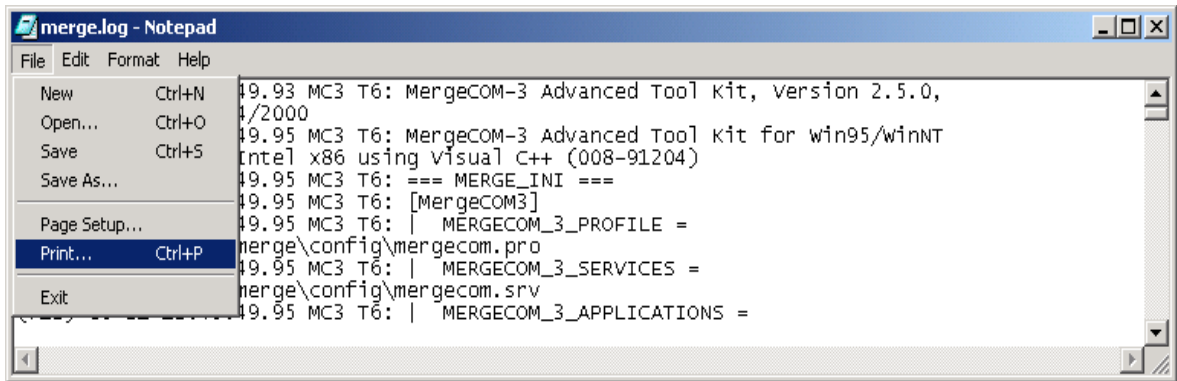 merge.log - Notepad
File Edit Format Help
New Ctrl+N
Open... Ctrl+O
Save Ctrl+S
Save As...
Page Setup...
Print... Ctrl+P
Exit
49.93 MC3 T6: MergeCOM-3 Advanced Tool Kit, Version 2.5.0,
4/2000
49.95 MC3 T6: MergeCOM-3 Advanced Tool Kit for Win95/WinNT
Intel x86 using Visual C++ (008-91204)
49.95 MC3 T6: === MERGE_INI ===
49.95 MC3 T6: [MergeCOM3]
49.95 MC3 T6: | MERGECOM_3_PROFILE =
merge\config\mergecom.pro
49.95 MC3 T6: | MERGECOM_3_SERVICES =
merge\config\mergecom.srv
49.95 MC3 T6: | MERGECOM_3_APPLICATIONS =